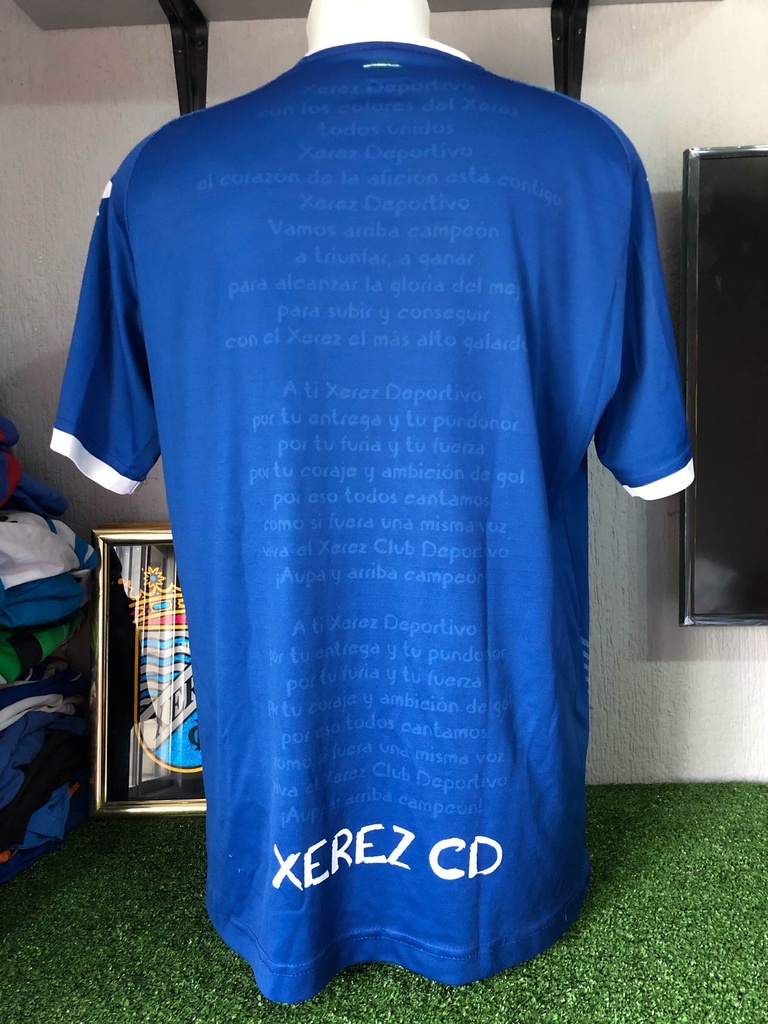 Xerez Deportivo
con los colores del Xerez
todos unidos
Xerez Deportivo
el corazón de la afición está contigo
Xerez Deportivo
Vamos arriba campeón
a triunfar, a ganar
para alcanzar la gloria del mej
para subir y conseguir
con el Xerez el más alto galardó
A ti Xerez Deportivo
por tu entrega y tu pundonor
por tu furia y tu fuerza
por tu coraje y ambición de gol
por eso todos cantamos
como si fuera una misma voz
viva el Xerez Club Deportivo
¡Aupa y arriba campeón!
A ti Xerez Deportivo
por tu entrega y tu pundonor
por tu furia y tu fuerza
por tu coraje y ambición de gol
por eso todos cantamos
como si fuera una misma voz
viva el Xerez Club Deportivo
¡Aupa y arriba campeón!
XEREZ CD
XER